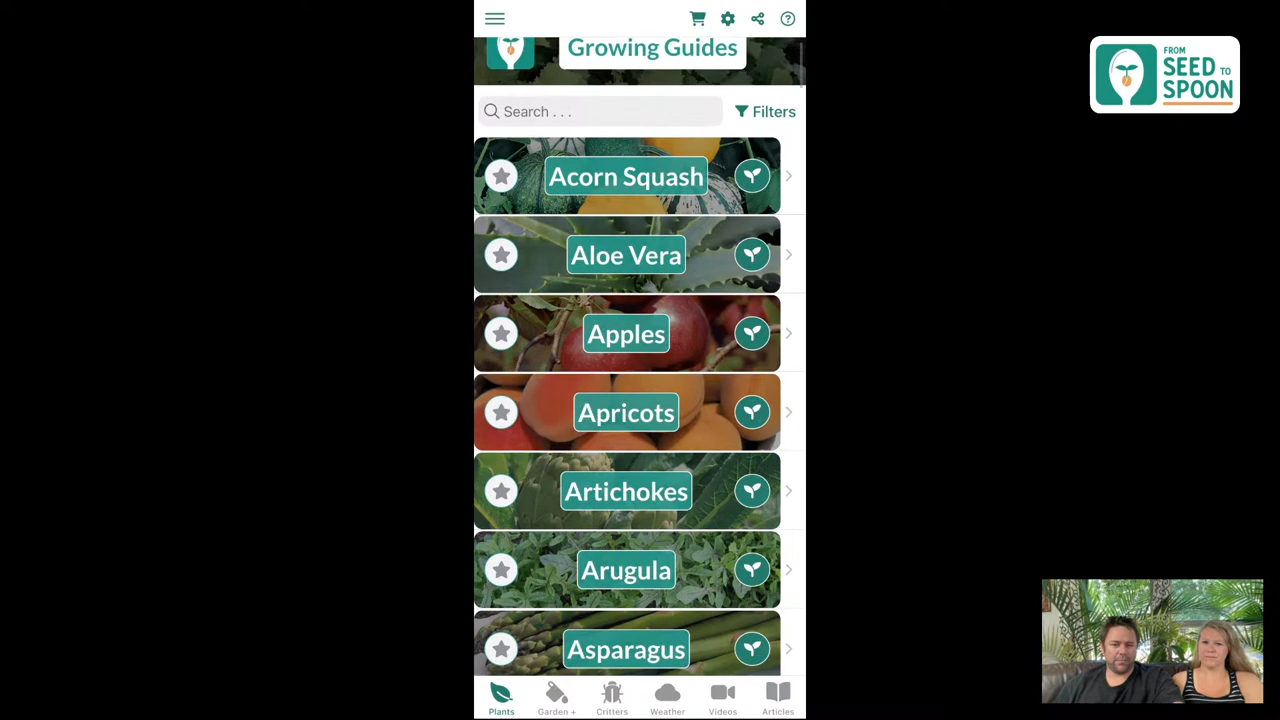 Growing Guides
Search . . .
Filters
Acorn Squash
Aloe Vera
Apples
Apricots
Artichokes
Arugula
Asparagus
Plants
Garden +
Critters
Weather
Videos
Articles
FROM
SEED TO
SPOON